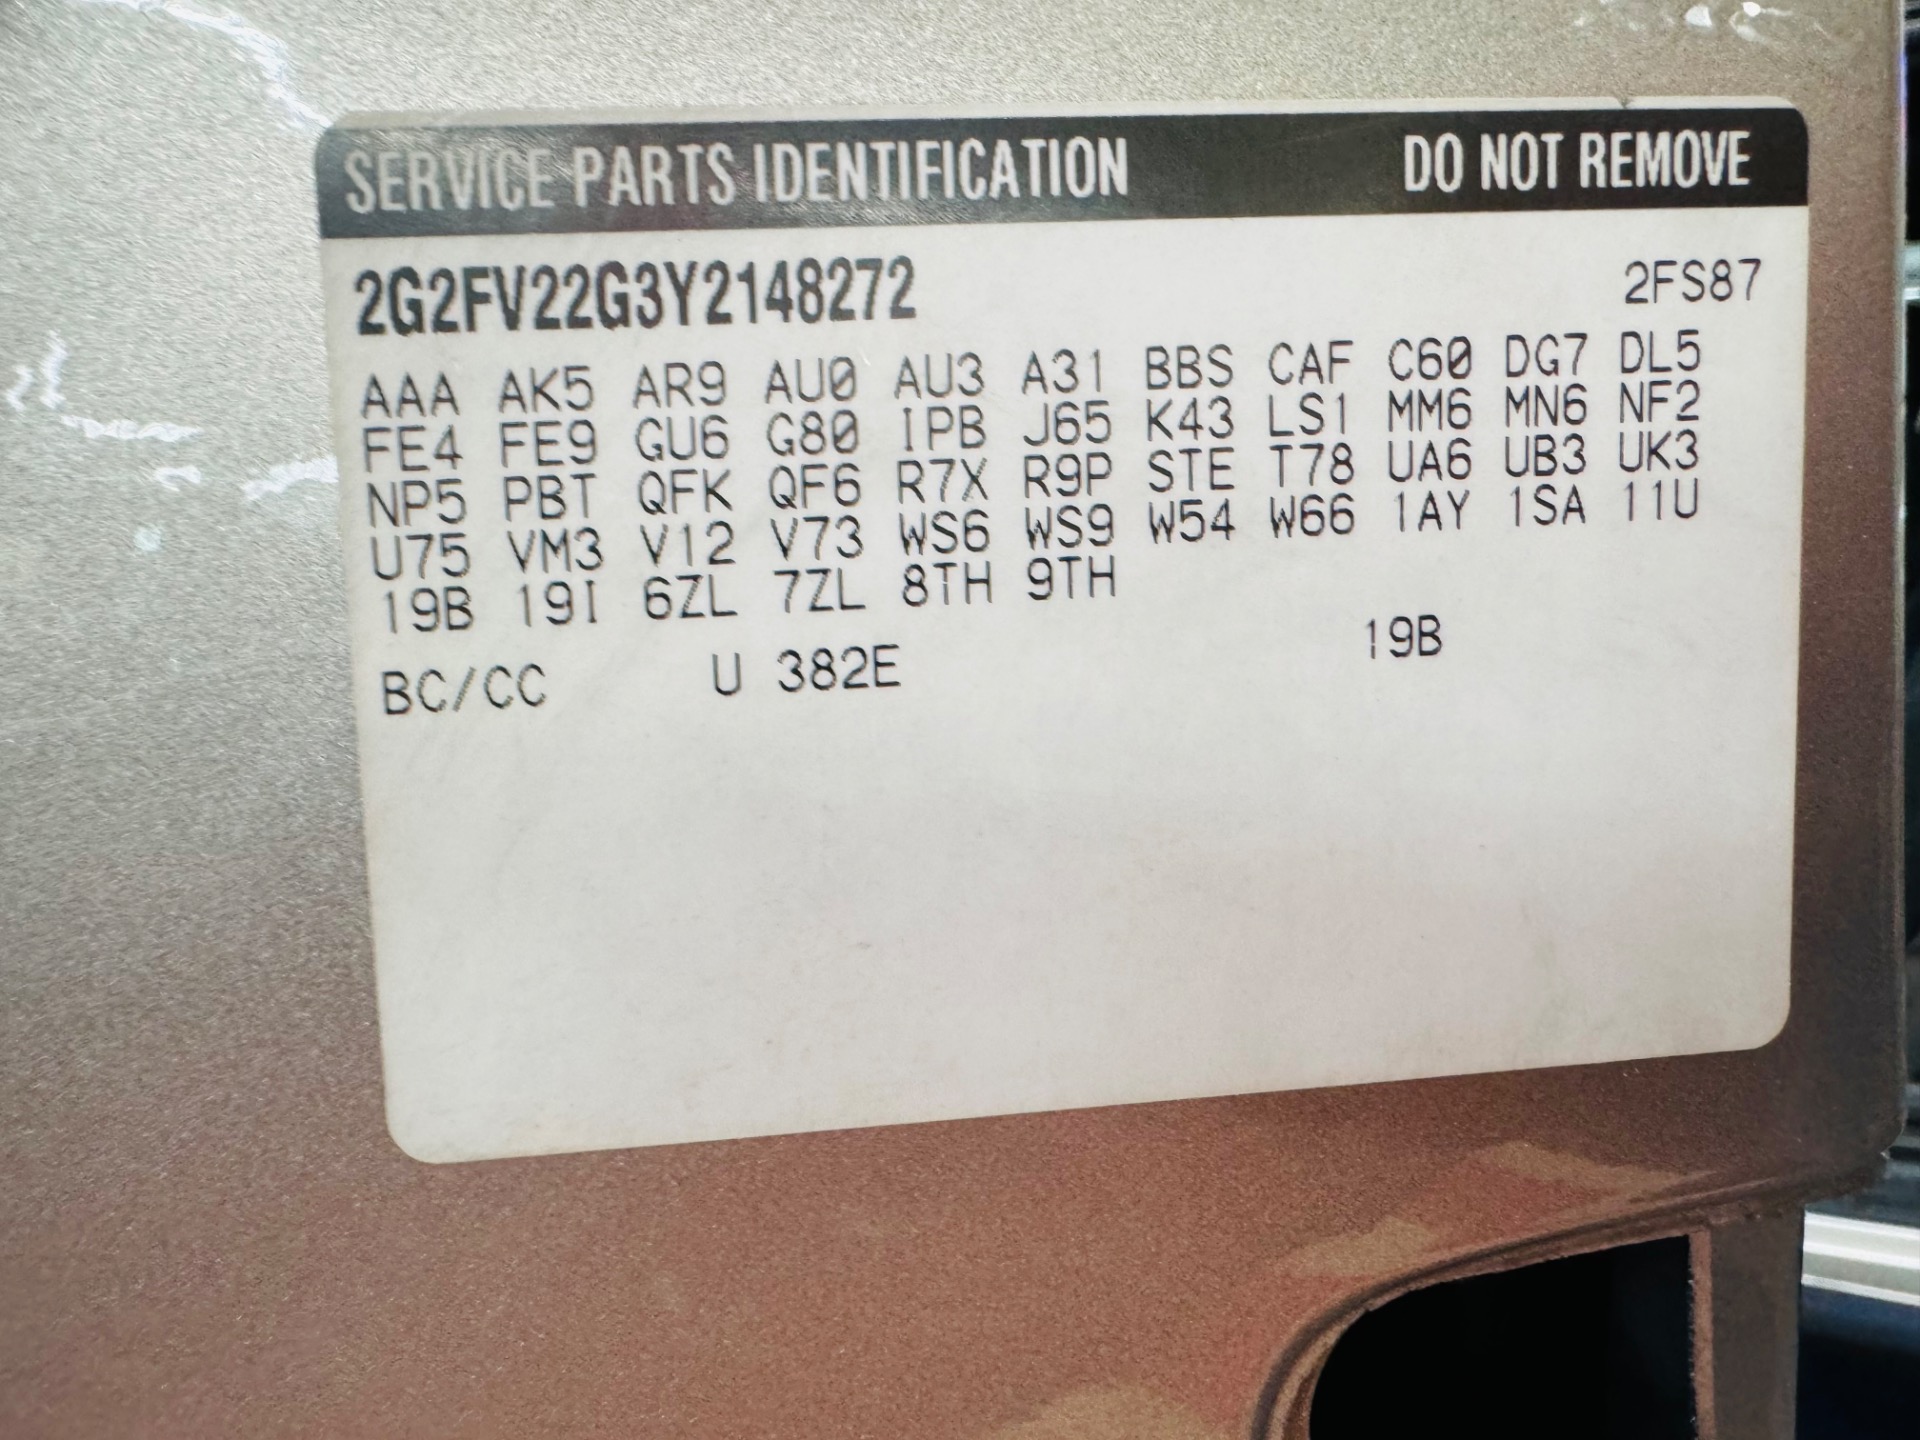 SERVICE PARTS IDENTIFICATION DO NOT REMOVE
2G2FV22G3Y2148272 2FS87
AAA AK5 AR9 AU0 AU3 A31 BBS CAF C60 DG7 DL5
FE4 FE9 GU6 G80 IPB J65 K43 LS1 MM6 MN6 NF2
NP5 PBT QFK QF6 R7X R9P STE T78 UA6 UB3 UK3
U75 VM3 V12 V73 WS6 WS9 W54 W66 1AY 1SA 11U
19B 19I 6ZL 7ZL 8TH 9TH
BC/CC U 382E 19B